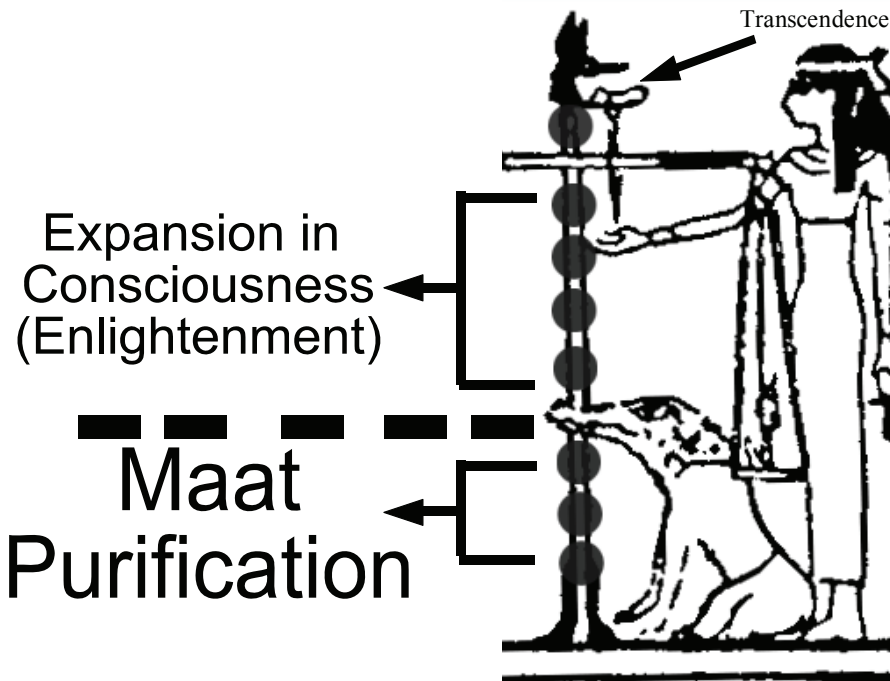 Transcendence
Expansion in
Consciousness
(Enlightenment)
Maat
Purification